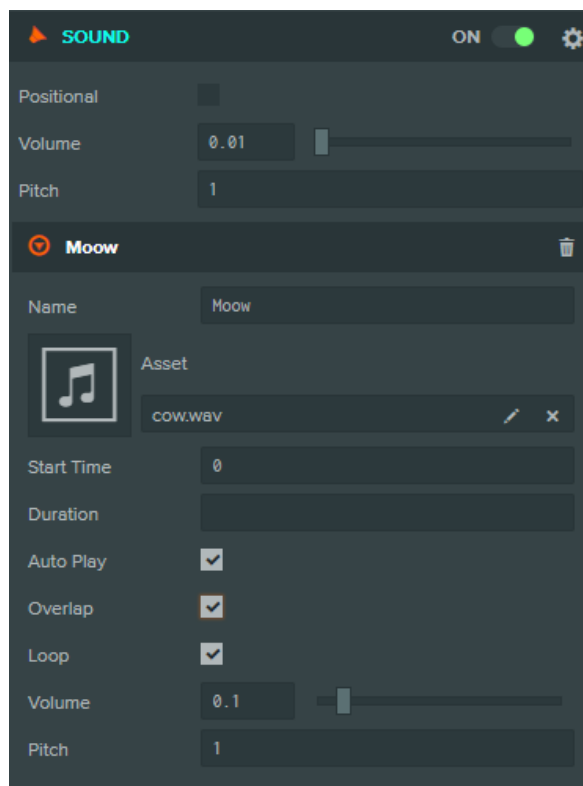 SOUND ON
Positional
Volume 0.01
Pitch 1
Moow
Name Moow
Asset
cow.wav
Start Time 0
Duration
Auto Play
Overlap
Loop
Volume 0.1
Pitch 1